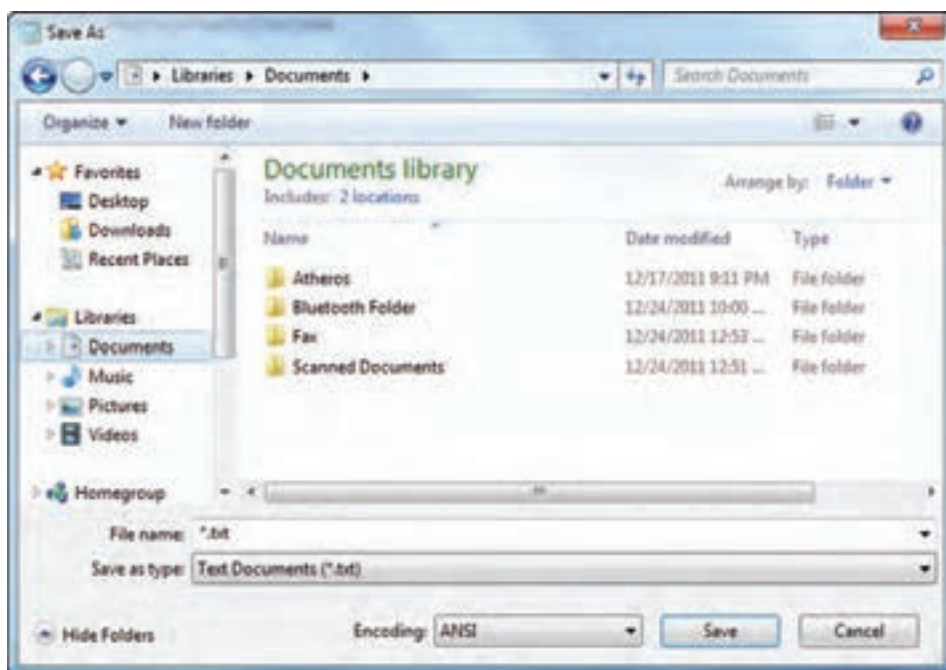 Save As
Libraries ▸ Documents ▸
Search Documents
Organize
New folder
Favorites
Desktop
Downloads
Recent Places
Libraries
Documents
Music
Pictures
Videos
Homegroup
Documents library
Includes: 2 locations
Arrange by: Folder
Name Date modified Type
Atheros 12/17/2011 9:11 PM File folder
Bluetooth Folder 12/24/2011 10:00 ... File folder
Fax 12/24/2011 12:53 ... File folder
Scanned Documents 12/24/2011 12:51 ... File folder
File name: *.txt
Save as type: Text Documents (*.txt)
Hide Folders
Encoding: ANSI
Save
Cancel